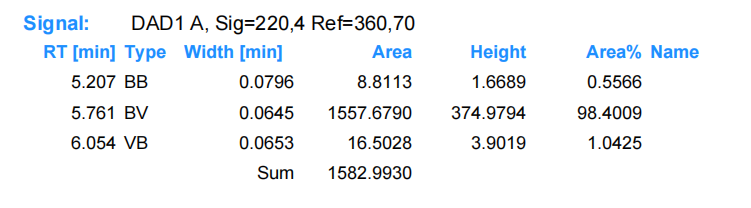 Signal: DAD1 A, Sig=220,4 Ref=360,70
RT [min] Type Width [min] Area Height Area% Name
5.207 BB 0.0796 8.8113 1.6689 0.5566
5.761 BV 0.0645 1557.6790 374.9794 98.4009
6.054 VB 0.0653 16.5028 3.9019 1.0425
Sum 1582.9930